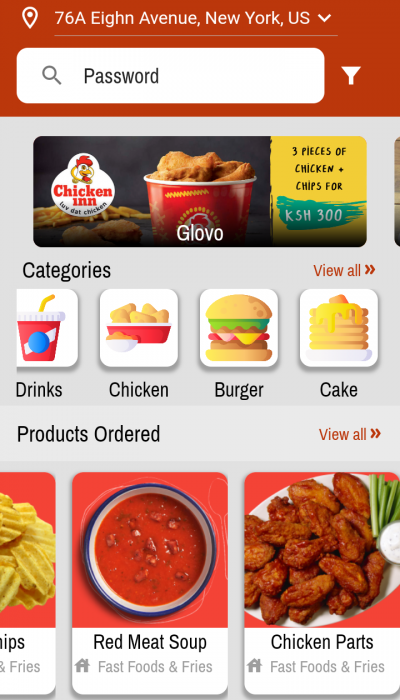 76A Eighn Avenue, New York, US
Password
Chicken
inn
luv dat chicken
3 PIECES OF
CHICKEN +
CHIPS FOR
KSH 300
Glovo
Categories
View all »
Drinks
Chicken
Burger
Cake
Products Ordered
View all »
Red Meat Soup
Chicken Parts
& Fries
Fast Foods & Fries
Fast Foods & Fries